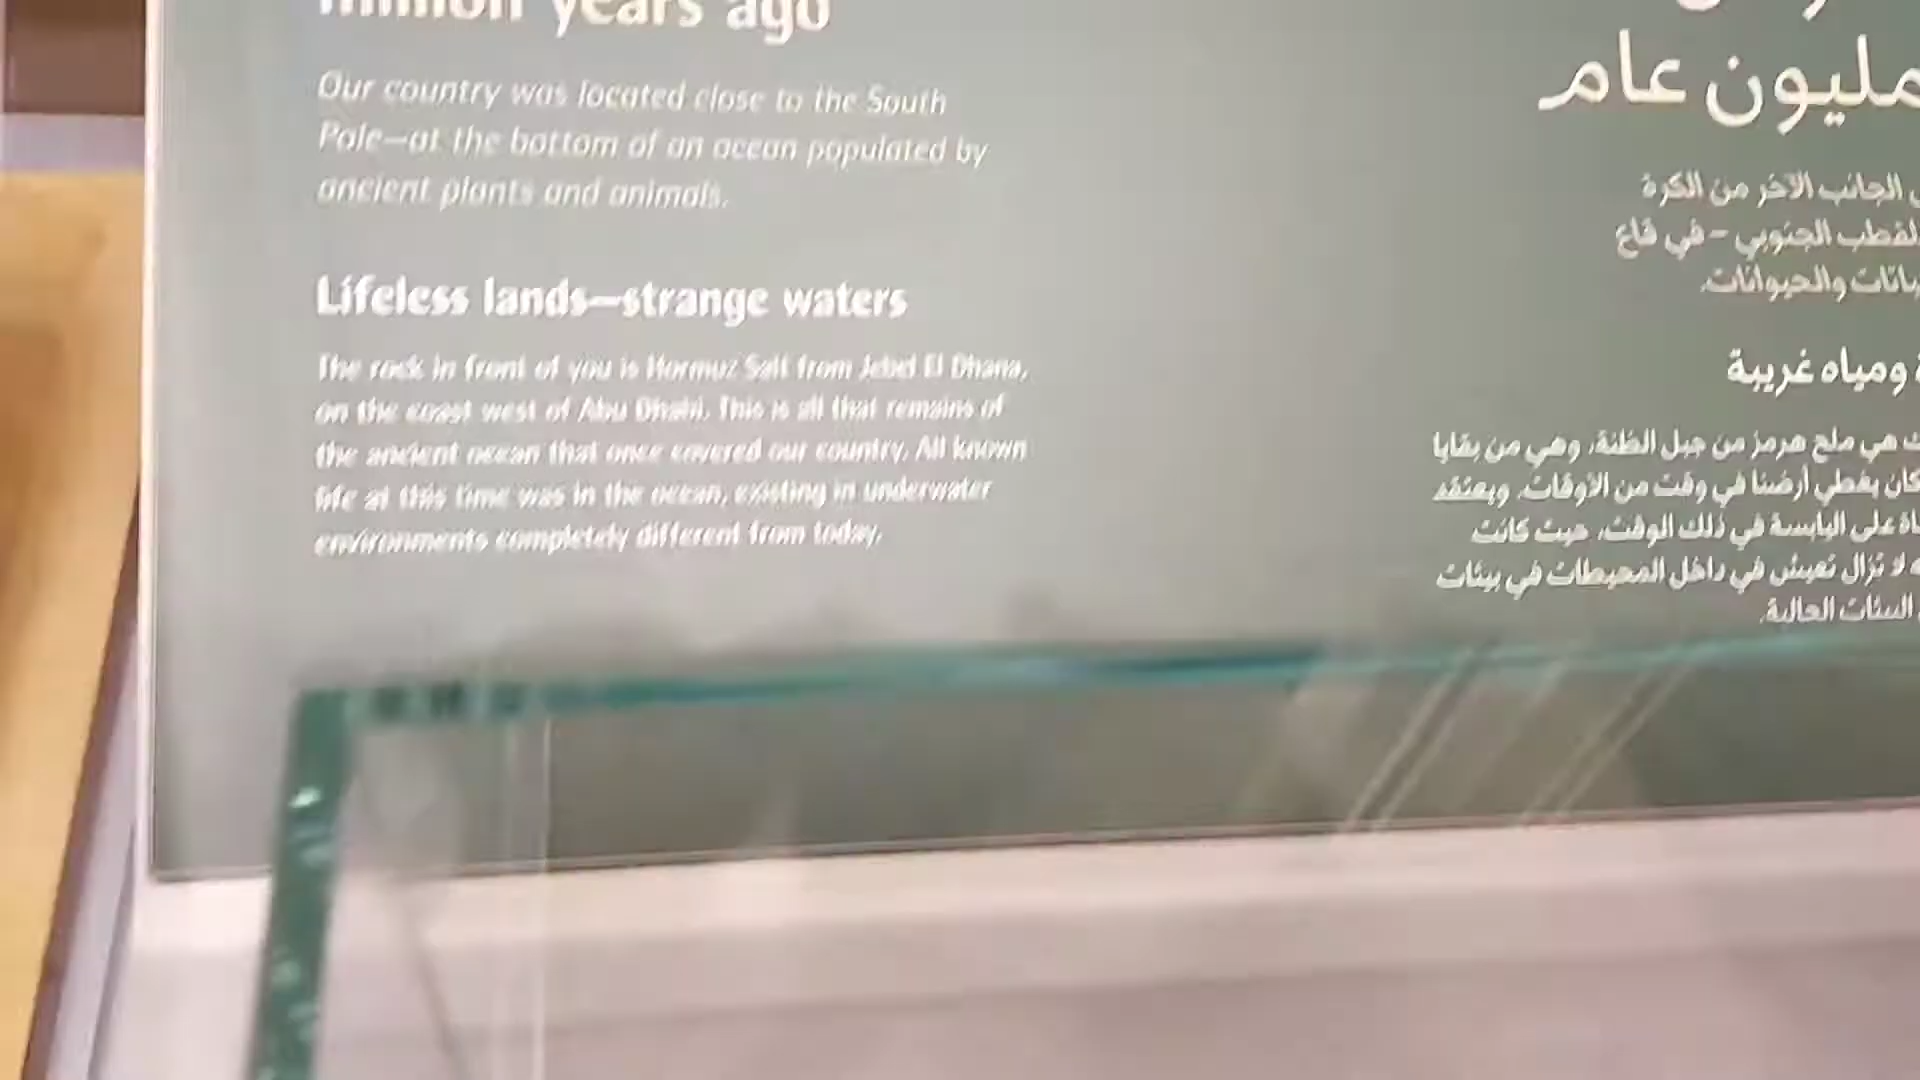 million years ago
Our country was located close to the South
Pole—at the bottom of an ocean populated by
ancient plants and animals.
Lifeless lands—strange waters
The rock in front of you is Hormuz Salt from Jebel El Dhana,
on the coast west of Abu Dhabi. This is all that remains of
the ancient ocean that once covered our country. All known
life at this time was in the ocean, existing in underwater
environments completely different from today.
مليون عام
الجانب الآخر من الكرة
القطب الجنوبي – في قاع
والحيوانات.
ومياه غريبة
هي ملح هرمز من جبل الظنة، وهي من بقايا
كان يغطي أرضنا في وقت من الأوقات. ويعتقد
على اليابسة في ذلك الوقت، حيث كانت
لا تزال تعيش في داخل المحيطات في بيئات
البيئات الحالية.